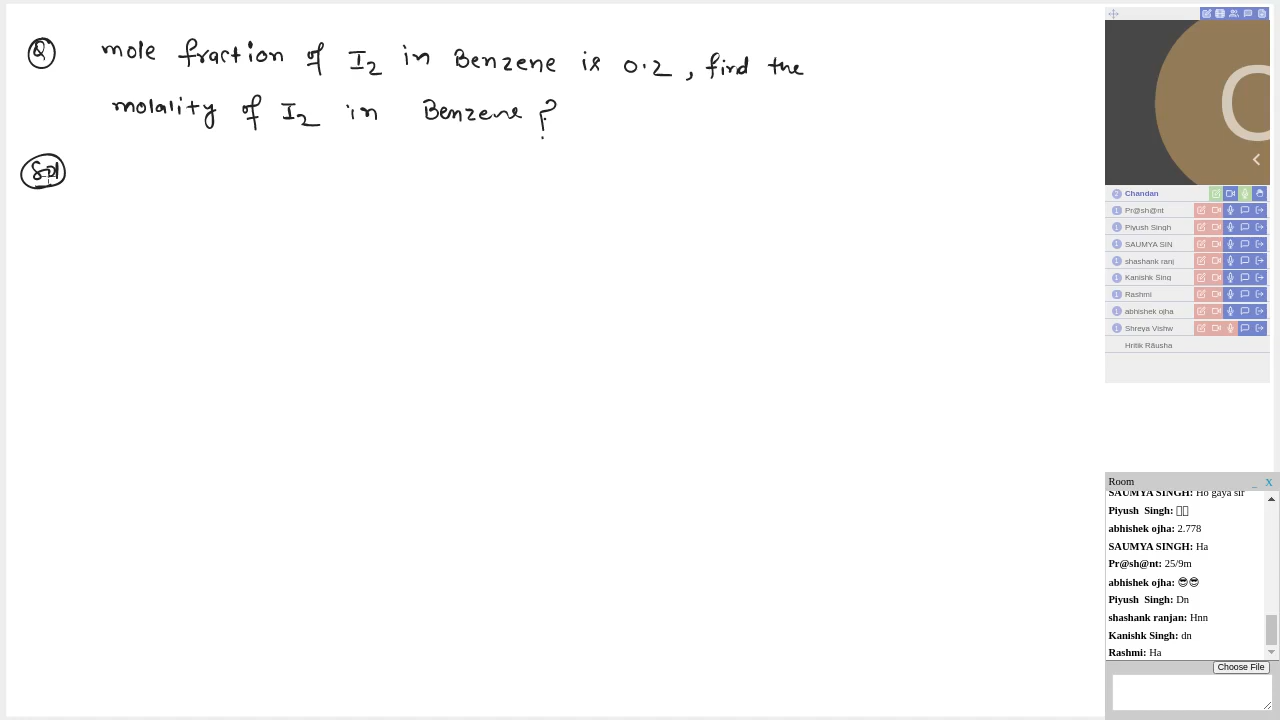 Q mole fraction of I2 in Benzene is 0.2, find the
molality of I2 in Benzene ?
Sol
Chandan
Pr@sh@nt
Piyush Singh
SAUMYA SIN
shashank ranj
Kanishk Sing
Rashmi
abhishek ojha
Shreya Vishw
Hritik Räusha
Room _ X
SAUMYA SINGH: Ho gaya sir
Piyush Singh:
abhishek ojha: 2.778
SAUMYA SINGH: Ha
Pr@sh@nt: 25/9m
abhishek ojha: 😎😎
Piyush Singh: Dn
shashank ranjan: Hnn
Kanishk Singh: dn
Rashmi: Ha
Choose File